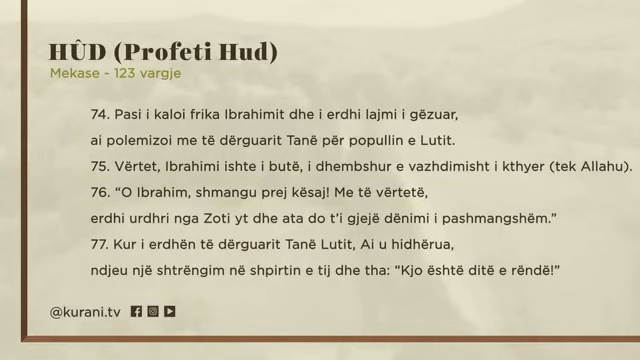 HÛD (Profeti Hud)
Mekase - 123 vargje
74. Pasi i kaloi frika Ibrahimit dhe i erdhi lajmi i gëzuar,
ai polemizoi me të dërguarit Tanë për popullin e Lutit.
75. Vërtet, Ibrahimi ishte i butë, i dhembshur e vazhdimisht i kthyer (tek Allahu).
76. “O Ibrahim, shmangu prej kësaj! Me të vërtetë,
erdhi urdhri nga Zoti yt dhe ata do t’i gjejë dënimi i pashmangshëm.”
77. Kur i erdhën të dërguarit Tanë Lutit, Ai u hidhërua,
ndjeu një shtrëngim në shpirtin e tij dhe tha: “Kjo është ditë e rëndë!”
@kurani.tv